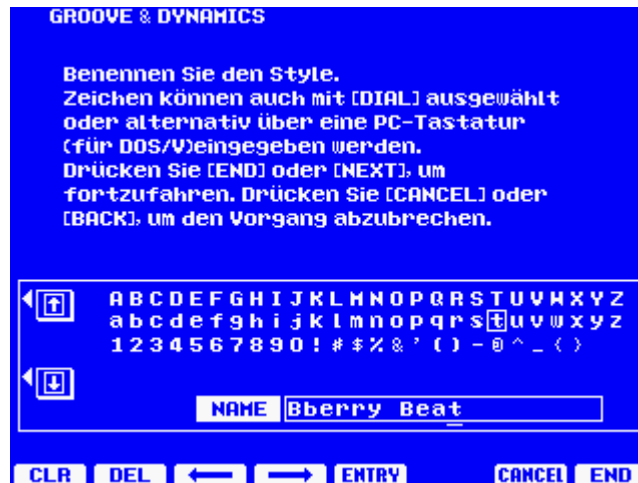 GROOVE & DYNAMICS
Benennen Sie den Style.
Zeichen können auch mit [DIAL] ausgewählt
oder alternativ über eine PC-Tastatur
(für DOS/V)eingegeben werden.
Drücken Sie [END] oder [NEXT], um
fortzufahren. Drücken Sie [CANCEL] oder
[BACK], um den Vorgang abzubrechen.
A B C D E F G H I J K L M N O P Q R S T U V W X Y Z
a b c d e f g h i j k l m n o p q r s t u v w x y z
1 2 3 4 5 6 7 8 9 0 ! # $ % & ' ( ) - @ ^ _ { }
NAME Bberry Beat
CLR DEL ← → ENTRY CANCEL END